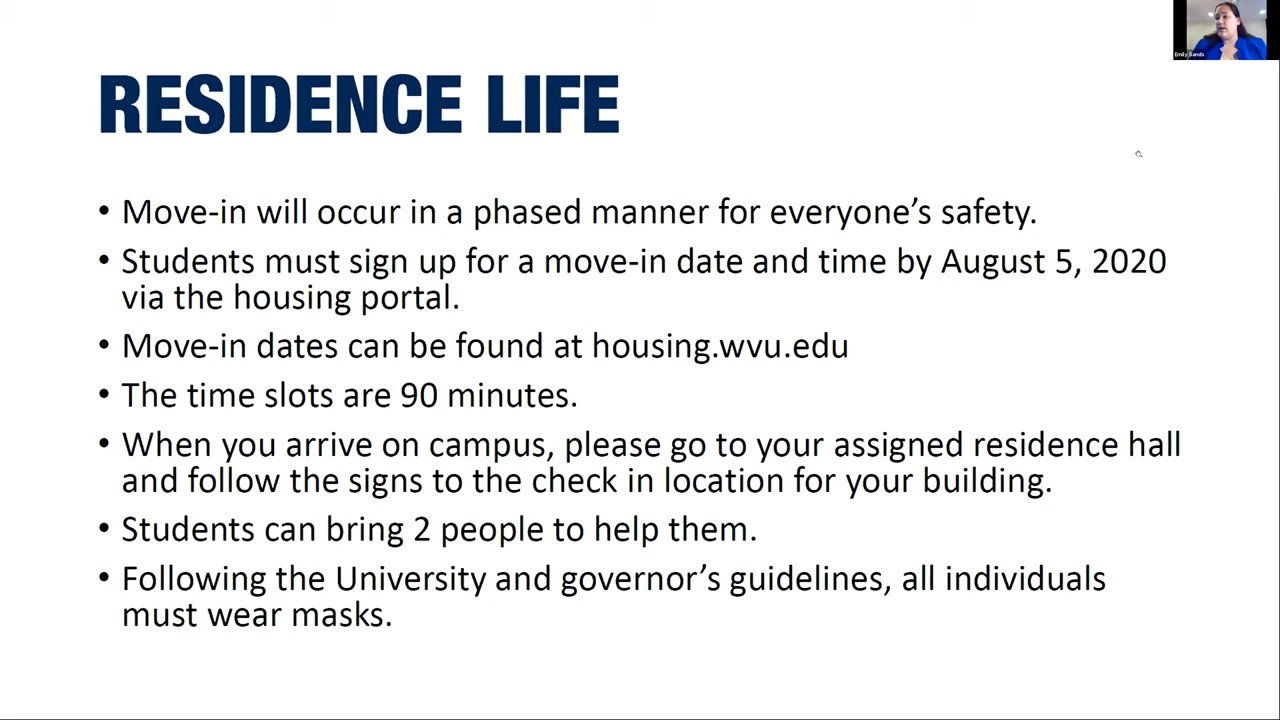 Emily Sands
RESIDENCE LIFE
• Move-in will occur in a phased manner for everyone’s safety.
• Students must sign up for a move-in date and time by August 5, 2020
via the housing portal.
• Move-in dates can be found at housing.wvu.edu
• The time slots are 90 minutes.
• When you arrive on campus, please go to your assigned residence hall
and follow the signs to the check in location for your building.
• Students can bring 2 people to help them.
• Following the University and governor’s guidelines, all individuals
must wear masks.